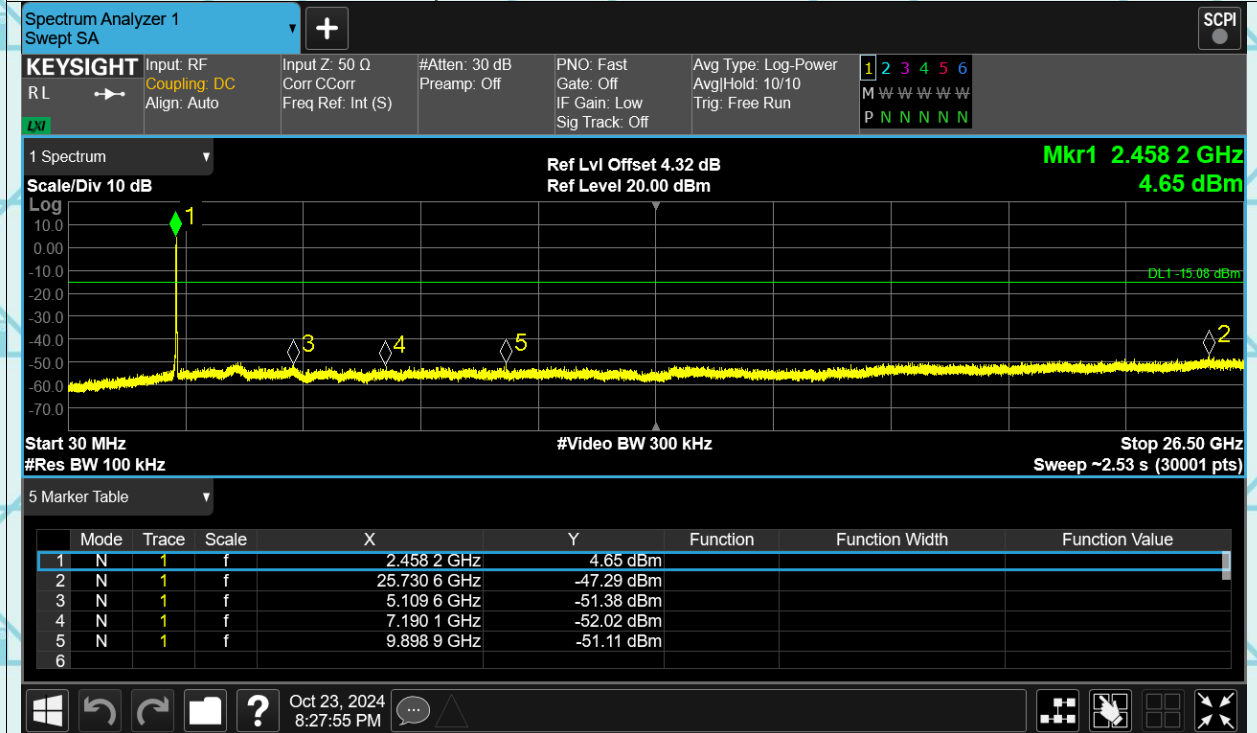 Spectrum Analyzer 1
Swept SA
SCPI
KEYSIGHT
R L
LXI
Input: RF
Coupling: DC
Align: Auto
Input Z: 50 Ω
Corr CCorr
Freq Ref: Int (S)
#Atten: 30 dB
Preamp: Off
PNO: Fast
Gate: Off
IF Gain: Low
Sig Track: Off
Avg Type: Log-Power
Avg|Hold: 10/10
Trig: Free Run
1 2 3 4 5 6
M W W W W W
P N N N N N
1 Spectrum
Scale/Div 10 dB
Ref Lvl Offset 4.32 dB
Ref Level 20.00 dBm
Mkr1 2.458 2 GHz
4.65 dBm
Log
10.0
0.00
-10.0
-20.0
-30.0
-40.0
-50.0
-60.0
-70.0
1
DL1 -15.08 dBm
3
4
5
2
Start 30 MHz
#Video BW 300 kHz
Stop 26.50 GHz
#Res BW 100 kHz
Sweep ~2.53 s (30001 pts)
5 Marker Table
Mode Trace Scale X Y Function Function Width Function Value
1 N 1 f 2.458 2 GHz 4.65 dBm
2 N 1 f 25.730 6 GHz -47.29 dBm
3 N 1 f 5.109 6 GHz -51.38 dBm
4 N 1 f 7.190 1 GHz -52.02 dBm
5 N 1 f 9.898 9 GHz -51.11 dBm
6
?
Oct 23, 2024
8:27:55 PM